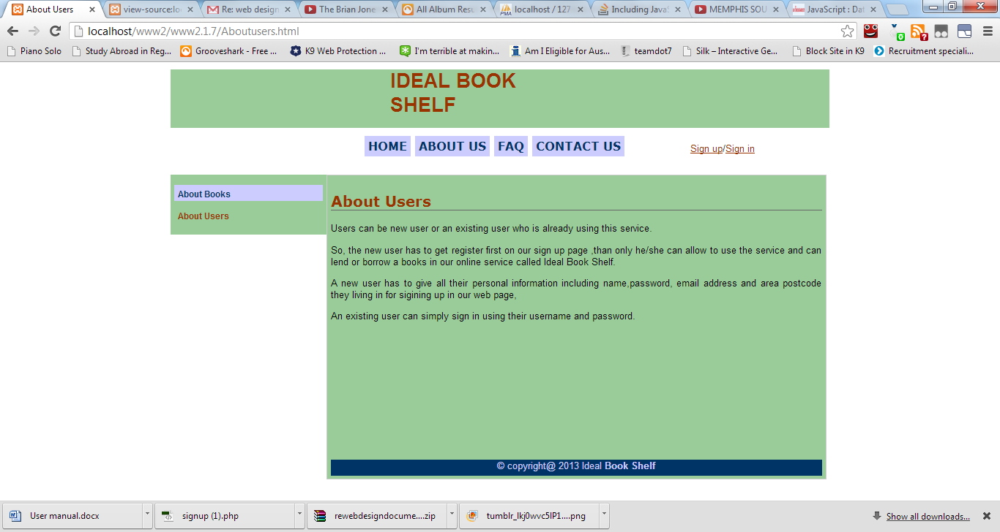 About Users
view-source:lo
Re: web design
The Brian Jone
All Album Resu
localhost / 127
Including JavaS
MEMPHIS SOU
JavaScript : Dat
localhost/www2/www2.1.7/Aboutusers.html
Piano Solo
Study Abroad in Reg...
Grooveshark - Free ...
K9 Web Protection ...
I'm terrible at makin...
Am I Eligible for Aus...
teamdot7
Silk – Interactive Ge...
Block Site in K9
Recruitment speciali...
IDEAL BOOK
SHELF
HOME ABOUT US FAQ CONTACT US
Sign up/Sign in
About Books
About Users
About Users
Users can be new user or an existing user who is already using this service.
So, the new user has to get register first on our sign up page ,than only he/she can allow to use the service and can
lend or borrow a books in our online service called Ideal Book Shelf.
A new user has to give all their personal information including name,password, email address and area postcode
they living in for sigining up in our web page,
An existing user can simply sign in using their username and password.
© copyright@ 2013 Ideal Book Shelf
User manual.docx
signup (1).php
rewebdesigndocume....zip
tumblr_lkj0wvc5lP1....png
Show all downloads...